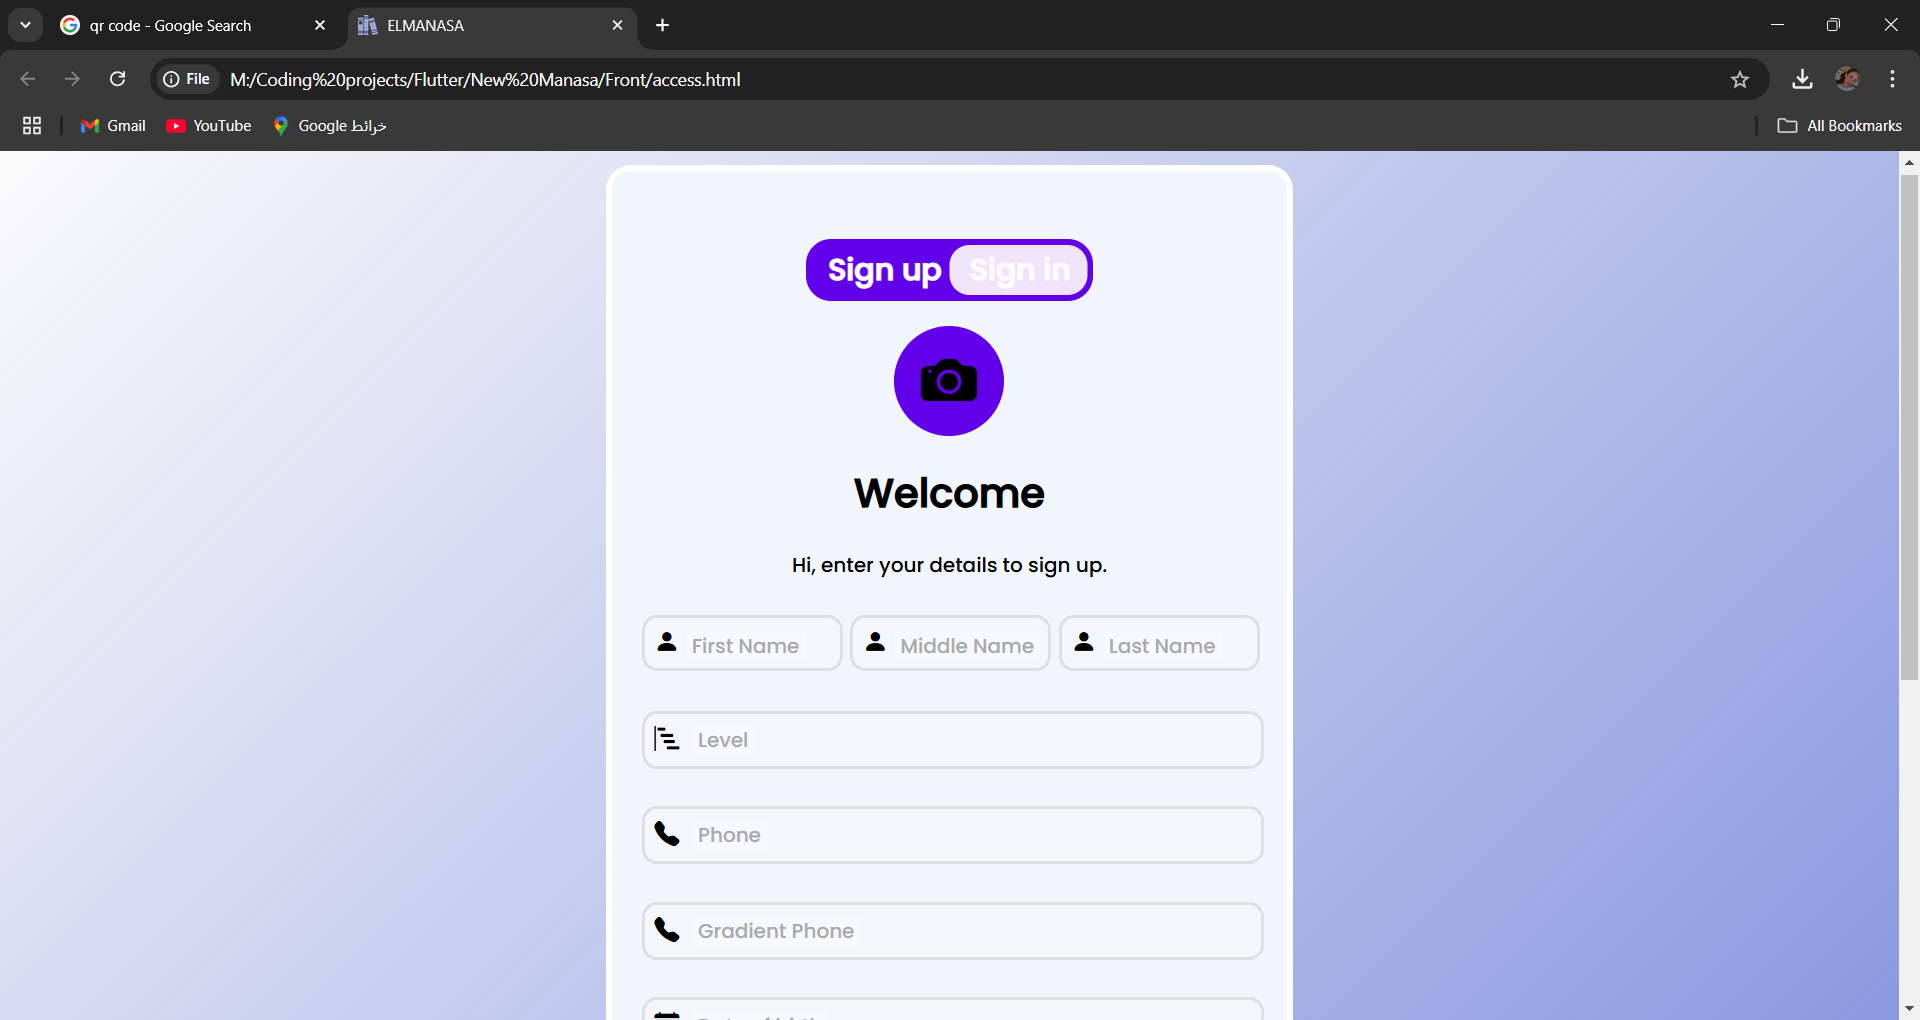 qr code - Google Search
ELMANASA
File
M:/Coding%20projects/Flutter/New%20Manasa/Front/access.html
Gmail
YouTube
Google خرائط
All Bookmarks
Sign up
Sign in
Welcome
Hi, enter your details to sign up.
First Name
Middle Name
Last Name
Level
Phone
Gradient Phone